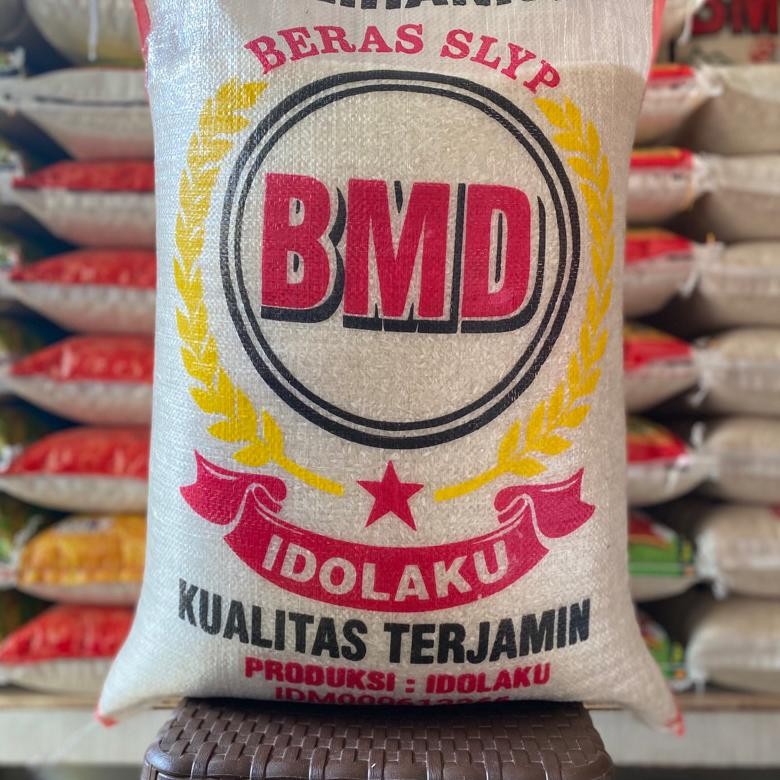 BERAS SLYP
BMD
IDOLAKU
KUALITAS TERJAMIN
PRODUKSI : IDOLAKU